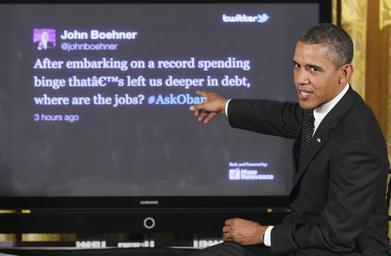 twitter
John Boehner
@johnboehner
After embarking on a record spending
binge thatâ€™s left us deeper in debt,
where are the jobs? #AskObam
3 hours ago
Built and Powered by:
Mass
Relevance
SAMSUNG